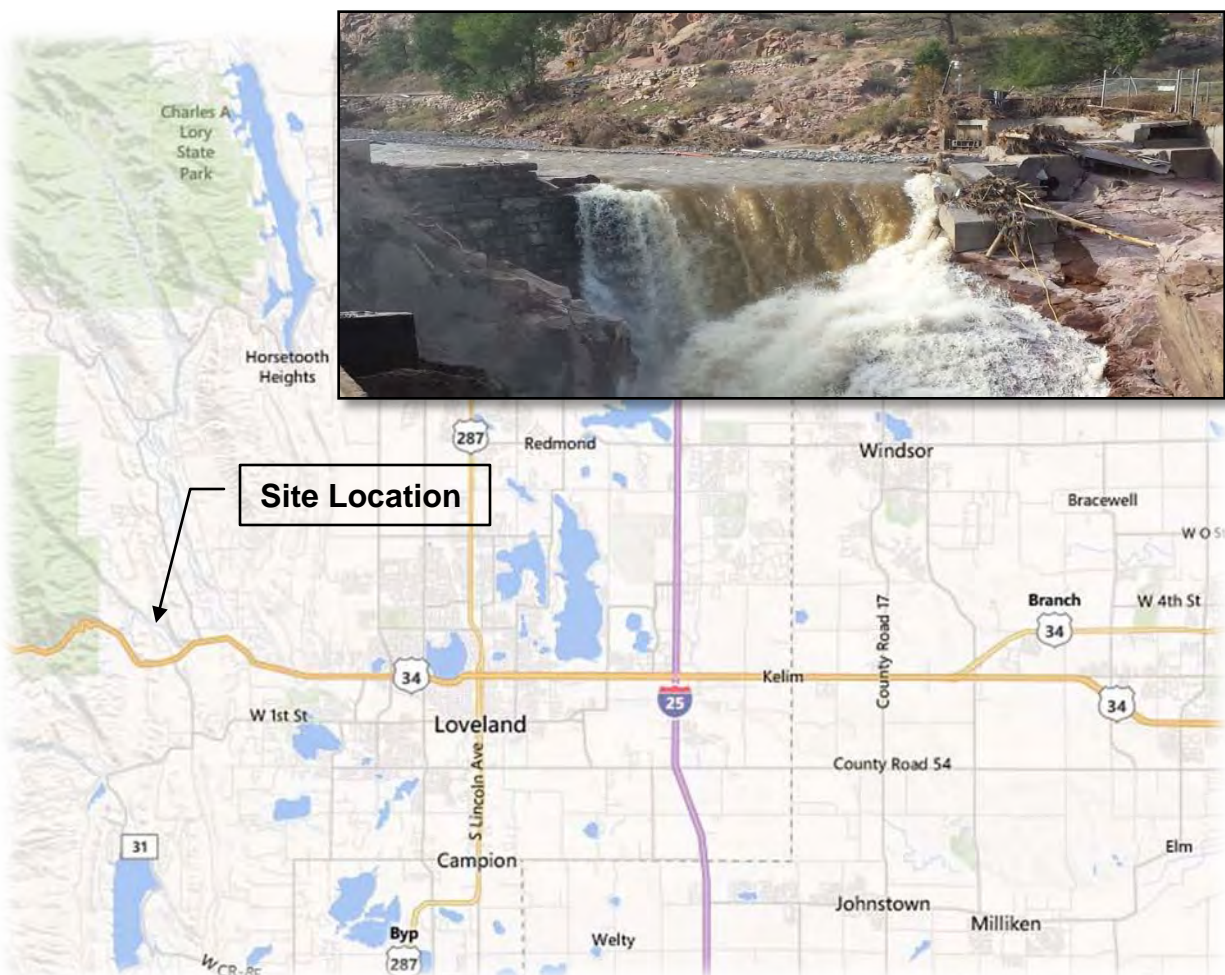 Charles A
Lory
State
Park
Horsetooth
Heights
287
Redmond
Windsor
Site Location
Bracewell
W O St
Branch
W 4th St
34
County Road 17
Kelim
34
25
34
W 1st St
Loveland
S Lincoln Ave
County Road 54
31
Campion
Elm
Johnstown
Milliken
Byp
287
Welty